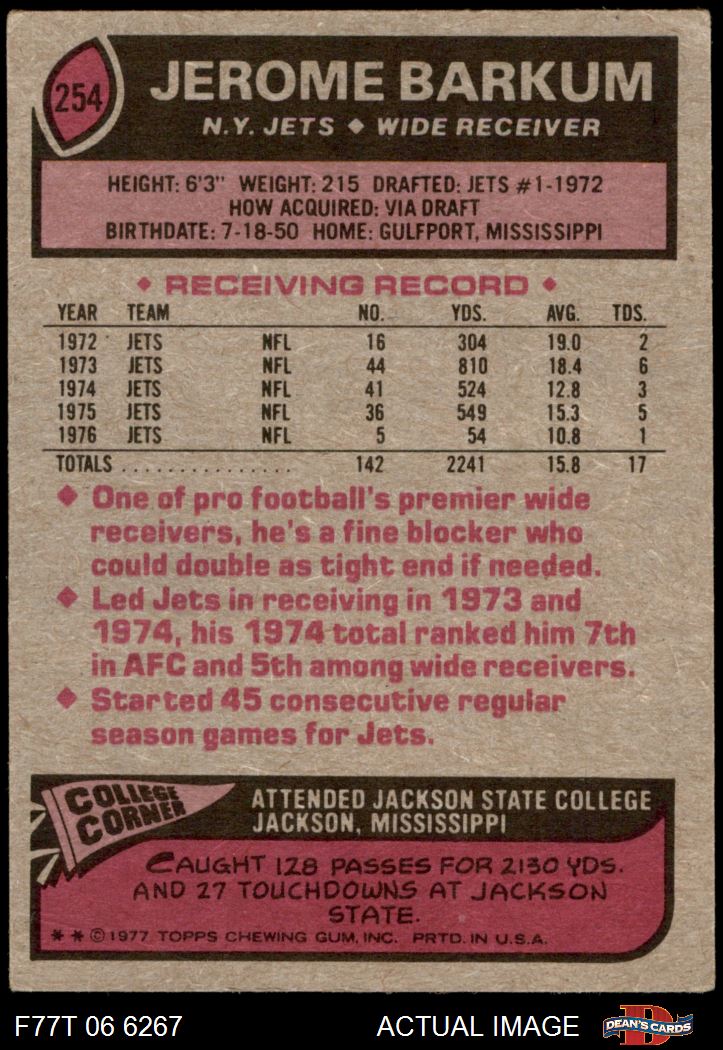 254
JEROME BARKUM
N.Y. JETS ♦ WIDE RECEIVER
HEIGHT: 6'3" WEIGHT: 215 DRAFTED: JETS #1-1972
HOW ACQUIRED: VIA DRAFT
BIRTHDATE: 7-18-50 HOME: GULFPORT, MISSISSIPPI
♦ RECEIVING RECORD ♦
YEAR TEAM NO. YDS. AVG. TDS.
1972 JETS NFL 16 304 19.0 2
1973 JETS NFL 44 810 18.4 6
1974 JETS NFL 41 524 12.8 3
1975 JETS NFL 36 549 15.3 5
1976 JETS NFL 5 54 10.8 1
TOTALS ................ 142 2241 15.8 17
♦ One of pro football's premier wide
receivers, he's a fine blocker who
could double as tight end if needed.
♦ Led Jets in receiving in 1973 and
1974, his 1974 total ranked him 7th
in AFC and 5th among wide receivers.
♦ Started 45 consecutive regular
season games for Jets.
COLLEGE
CORNER
ATTENDED JACKSON STATE COLLEGE
JACKSON, MISSISSIPPI
CAUGHT 128 PASSES FOR 2130 YDS.
AND 27 TOUCHDOWNS AT JACKSON
STATE.
** © 1977 TOPPS CHEWING GUM, INC. PRTD. IN U.S.A.
F77T 06 6267 ACTUAL IMAGE D DEAN'S CARDS